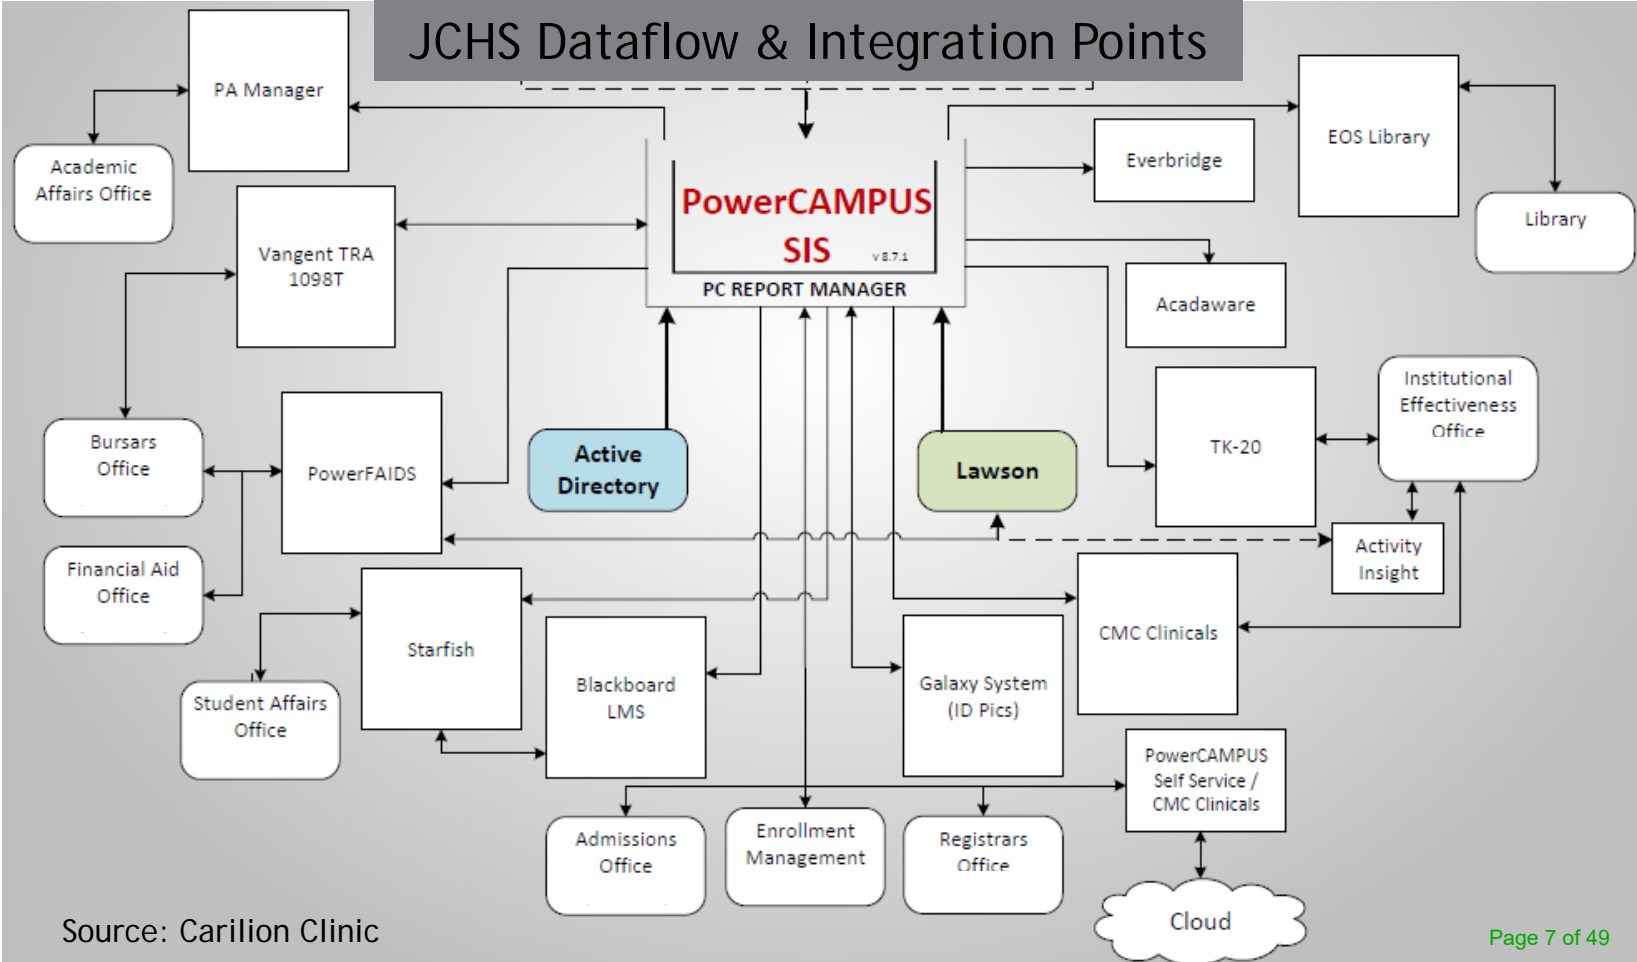 JCHS Dataflow & Integration Points
PA Manager
EOS Library
Everbridge
Academic
Affairs Office
PowerCAMPUS
SIS
v 8.7.1
PC REPORT MANAGER
Library
Vangent TRA
1098T
Acadaware
Institutional
Effectiveness
Office
Bursars
Office
PowerFAIDS
Active
Directory
Lawson
TK-20
Financial Aid
Office
Activity
Insight
Starfish
CMC Clinicals
Student Affairs
Office
Blackboard
LMS
Galaxy System
(ID Pics)
PowerCAMPUS
Self Service /
CMC Clinicals
Admissions
Office
Enrollment
Management
Registrars
Office
Cloud
Source: Carilion Clinic
Page 7 of 49